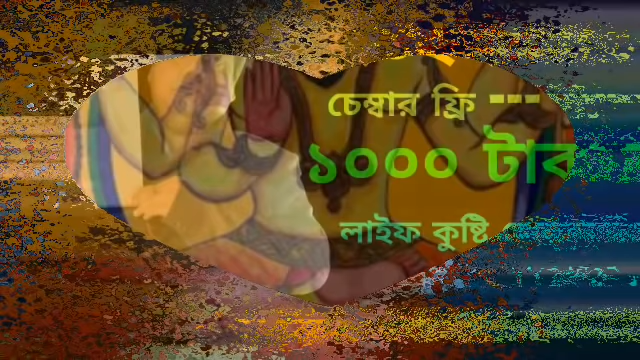 চেম্বার ফ্রি ---
১০০০ টাক
লাইফ কুষ্টি